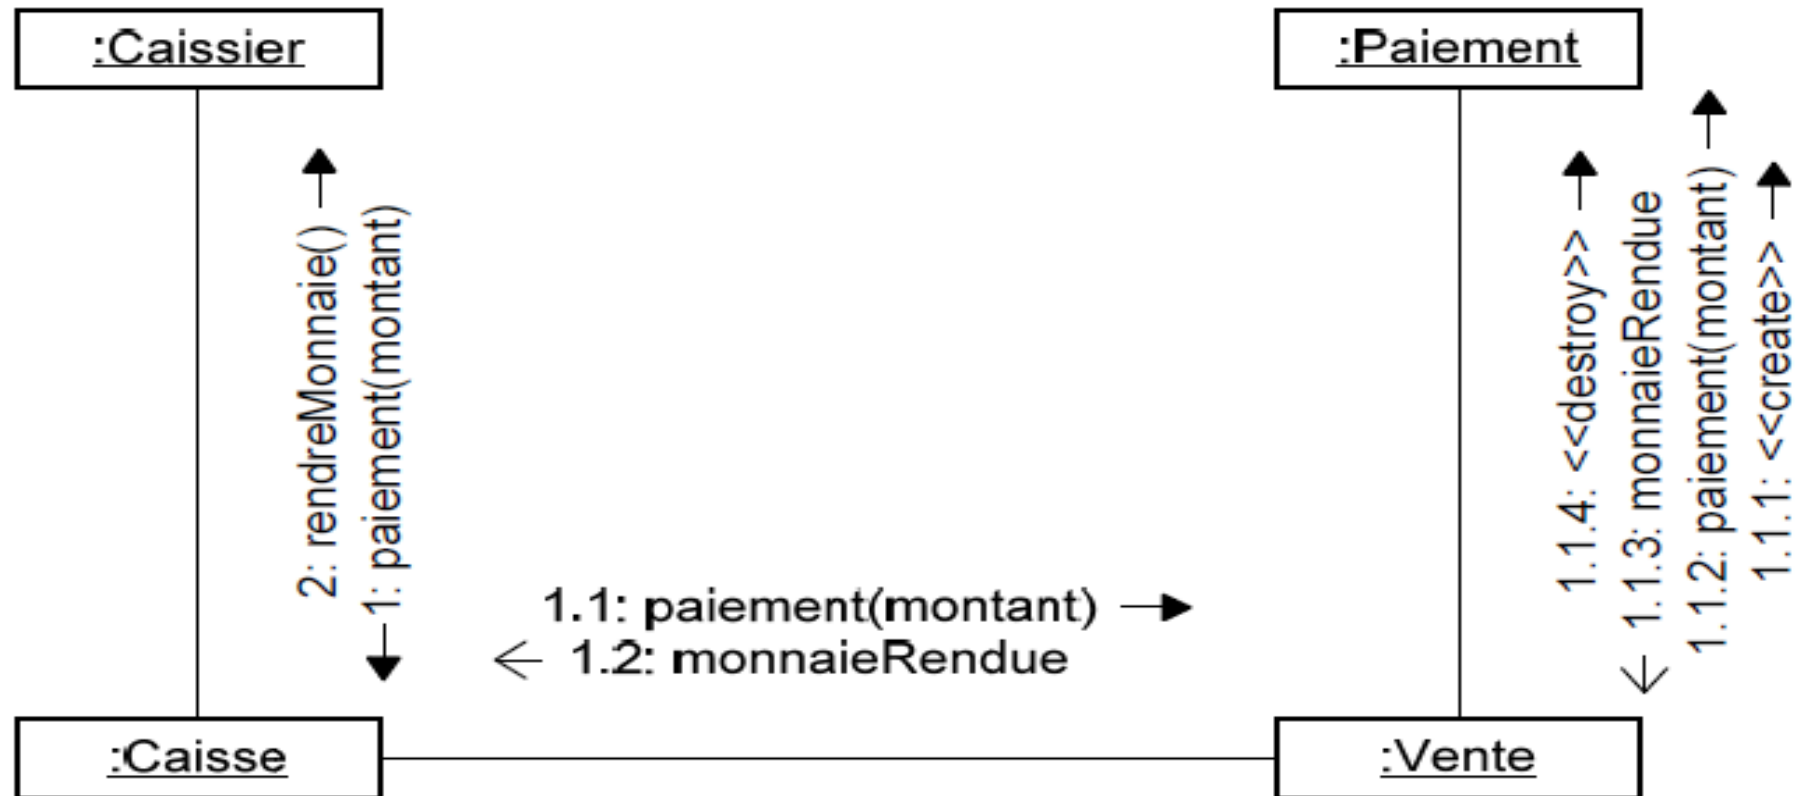 :Caissier
:Paiement
2: rendreMonnaie()
1: paiement(montant)
1.1: paiement(montant)
1.2: monnaieRendue
1.1.4: <<destroy>>
1.1.3: monnaieRendue
1.1.2: paiement(montant)
1.1.1: <<create>>
:Caisse
:Vente